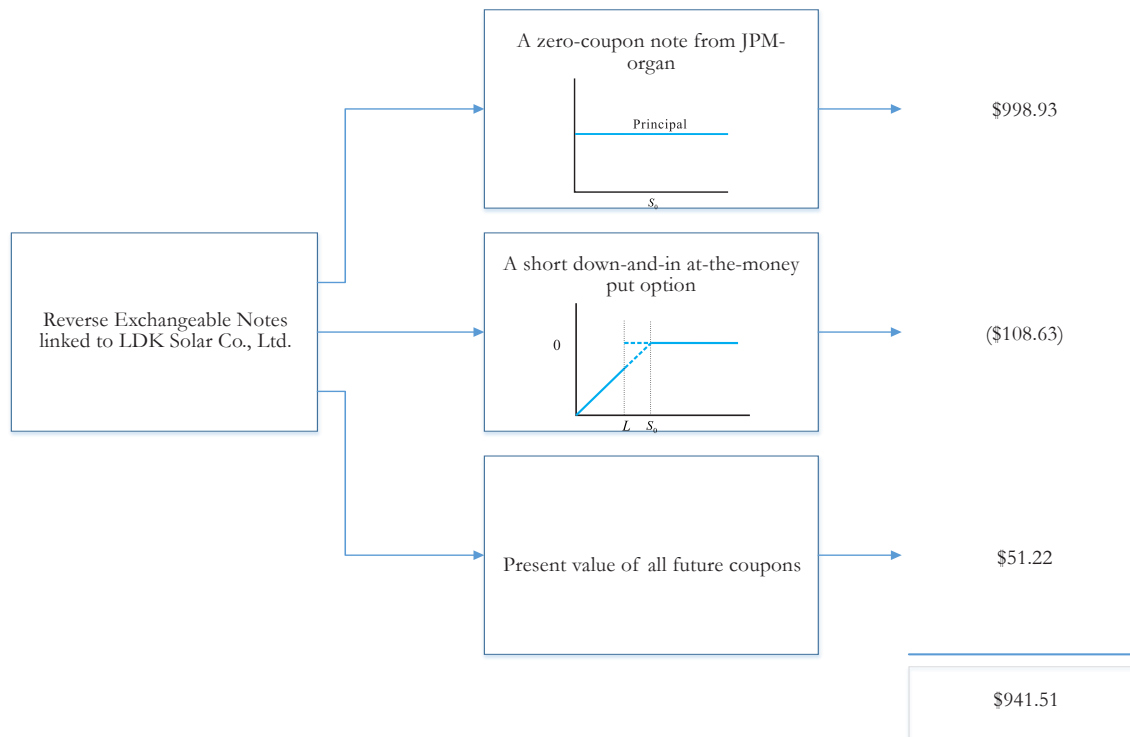 A zero-coupon note from JPM-
organ
Principal
S₀
$998.93
Reverse Exchangeable Notes
linked to LDK Solar Co., Ltd.
A short down-and-in at-the-money
put option
0
L S₀
($108.63)
Present value of all future coupons
$51.22
$941.51